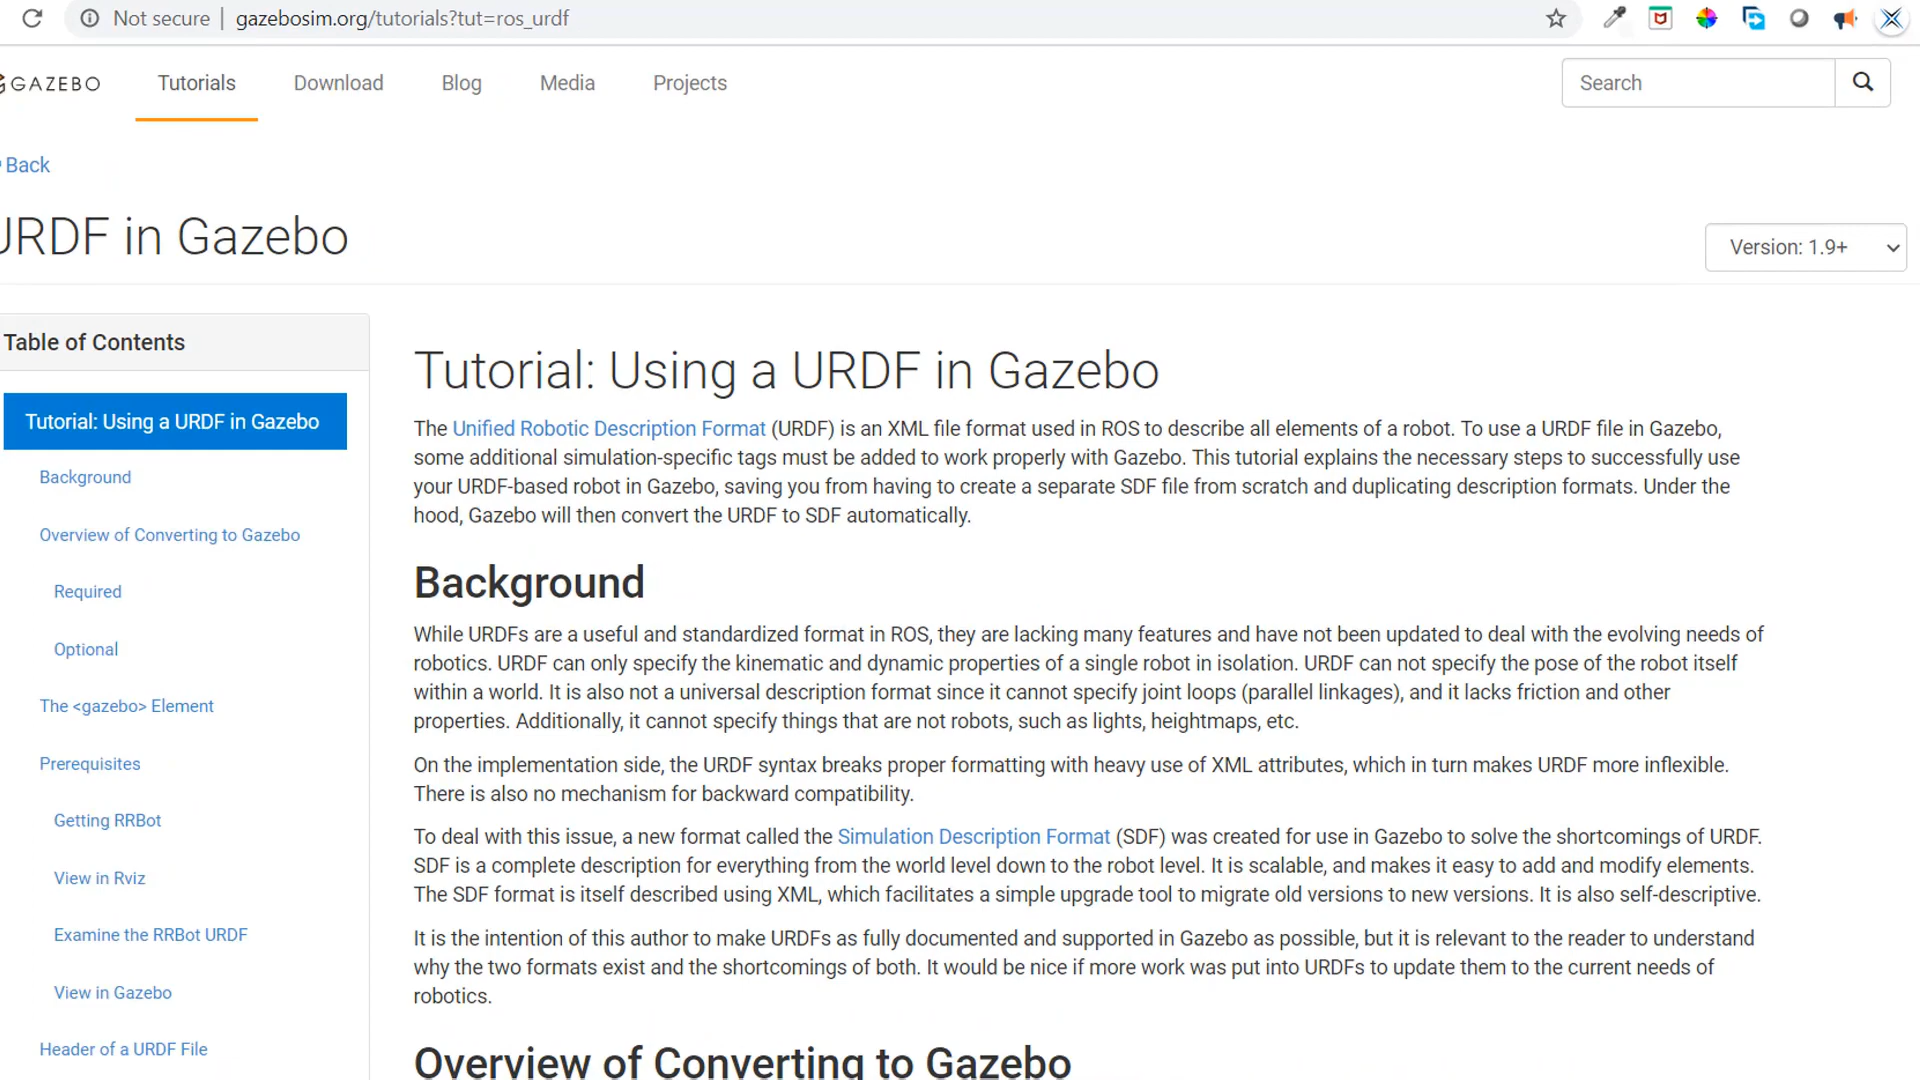 Not secure | gazebosim.org/tutorials?tut=ros_urdf
GAZEBO Tutorials Download Blog Media Projects Search
Back
URDF in Gazebo
Version: 1.9+
Table of Contents
Tutorial: Using a URDF in Gazebo
Background
Overview of Converting to Gazebo
Required
Optional
The <gazebo> Element
Prerequisites
Getting RRBot
View in Rviz
Examine the RRBot URDF
View in Gazebo
Header of a URDF File
Tutorial: Using a URDF in Gazebo
The Unified Robotic Description Format (URDF) is an XML file format used in ROS to describe all elements of a robot. To use a URDF file in Gazebo,
some additional simulation-specific tags must be added to work properly with Gazebo. This tutorial explains the necessary steps to successfully use
your URDF-based robot in Gazebo, saving you from having to create a separate SDF file from scratch and duplicating description formats. Under the
hood, Gazebo will then convert the URDF to SDF automatically.
Background
While URDFs are a useful and standardized format in ROS, they are lacking many features and have not been updated to deal with the evolving needs of
robotics. URDF can only specify the kinematic and dynamic properties of a single robot in isolation. URDF can not specify the pose of the robot itself
within a world. It is also not a universal description format since it cannot specify joint loops (parallel linkages), and it lacks friction and other
properties. Additionally, it cannot specify things that are not robots, such as lights, heightmaps, etc.
On the implementation side, the URDF syntax breaks proper formatting with heavy use of XML attributes, which in turn makes URDF more inflexible.
There is also no mechanism for backward compatibility.
To deal with this issue, a new format called the Simulation Description Format (SDF) was created for use in Gazebo to solve the shortcomings of URDF.
SDF is a complete description for everything from the world level down to the robot level. It is scalable, and makes it easy to add and modify elements.
The SDF format is itself described using XML, which facilitates a simple upgrade tool to migrate old versions to new versions. It is also self-descriptive.
It is the intention of this author to make URDFs as fully documented and supported in Gazebo as possible, but it is relevant to the reader to understand
why the two formats exist and the shortcomings of both. It would be nice if more work was put into URDFs to update them to the current needs of
robotics.
Overview of Converting to Gazebo